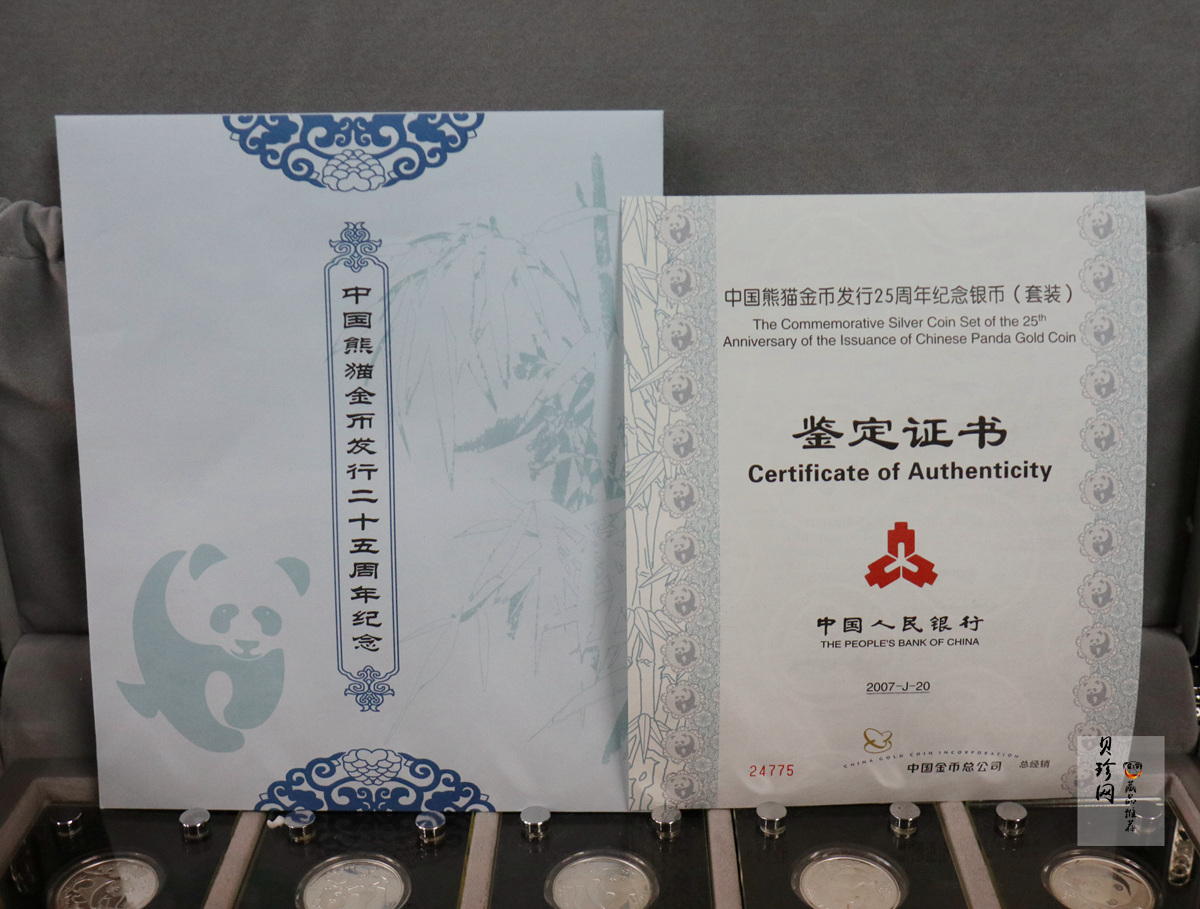 中国熊猫金币发行二十五周年纪念
中国熊猫金币发行25周年纪念银币（套装）
The Commemorative Silver Coin Set of the 25th
Anniversary of the Issuance of Chinese Panda Gold Coin
鉴定证书
Certificate of Authenticity
中国人民银行
THE PEOPLE'S BANK OF CHINA
2007-J-20
CHINA GOLD COIN INCORPORATION
中国金币总公司 总经销
24775
贝珍网
藏品推荐